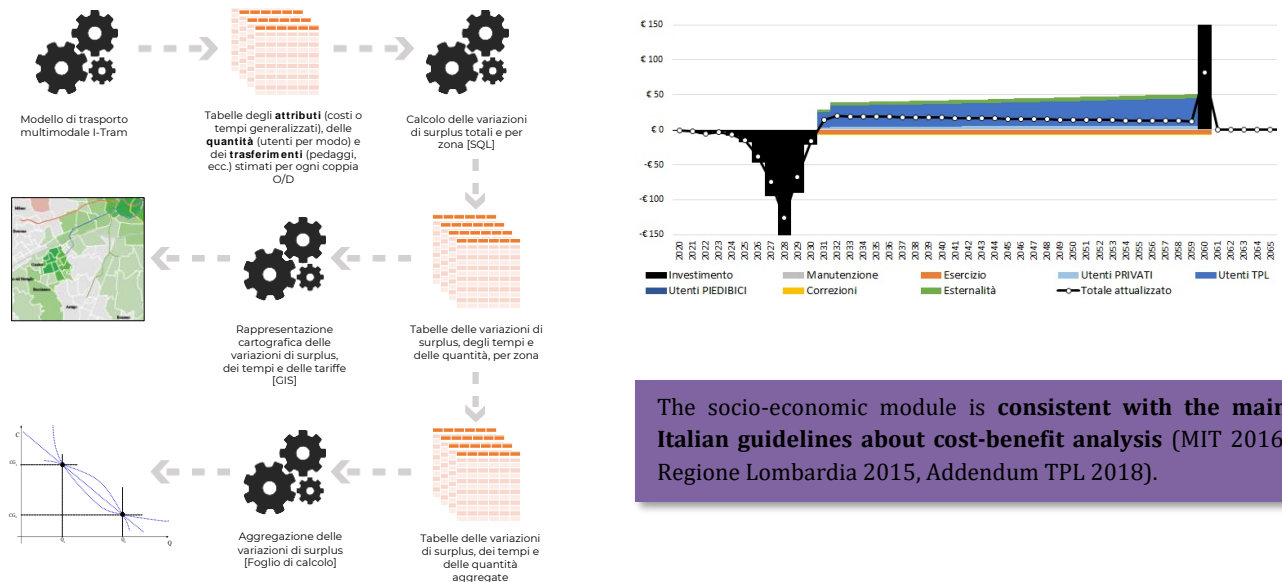 Modello di trasporto
multimodale I-Tram
Tabelle degli attributi (costi o
tempi generalizzati), delle
quantità (utenti per modo) e
dei trasferimenti (pedaggi,
ecc.) stimati per ogni coppia
O/D
Calcolo delle variazioni
di surplus totali e per
zona [SQL]
Rappresentazione
cartografica delle
variazioni di surplus,
dei tempi e delle tariffe
[GIS]
Tabelle delle variazioni di
surplus, degli tempi e
delle quantità, per zona
C
Q
Aggregazione delle
variazioni di surplus
[Foglio di calcolo]
Tabelle delle variazioni
di surplus, dei tempi e
delle quantità
aggregate
€ 150
€ 100
€ 50
€ 0
-€ 50
-€ 100
-€ 150
2020 2021 2022 2023 2024 2025 2026 2027 2028 2029 2030 2031 2032 2033 2034 2035 2036 2037 2038 2039 2040 2041 2042 2043 2044 2045 2046 2047 2048 2049 2050 2051 2052 2053 2054 2055 2056 2057 2058 2059 2060 2061 2062 2063 2064 2065
Investimento Manutenzione Esercizio Utenti PRIVATI Utenti TPL
Utenti PIEDIBICI Correzioni Esternalità Totale attualizzato
The socio-economic module is consistent with the main
Italian guidelines about cost-benefit analysis (MIT 2016
Regione Lombardia 2015, Addendum TPL 2018).